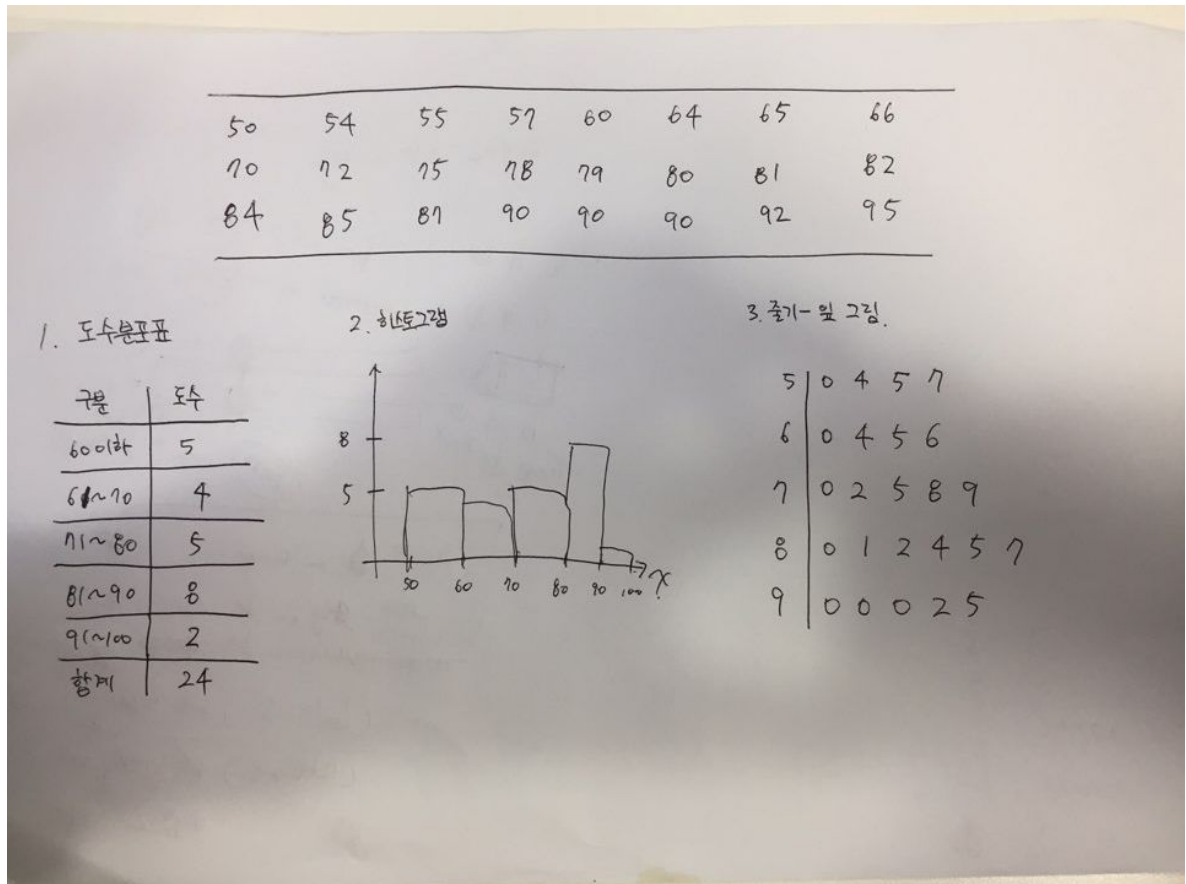 50 54 55 57 60 64 65 66
70 72 75 78 79 80 81 82
84 85 87 90 90 90 92 95
1. 도수분포표
구분 도수
60이하 5
61~70 4
71~80 5
81~90 8
91~100 2
합계 24
2. 히스토그램
8
5
50 60 70 80 90 100 x
3. 줄기-잎 그림.
5 0 4 5 7
6 0 4 5 6
7 0 2 5 8 9
8 0 1 2 4 5 7
9 0 0 0 2 5